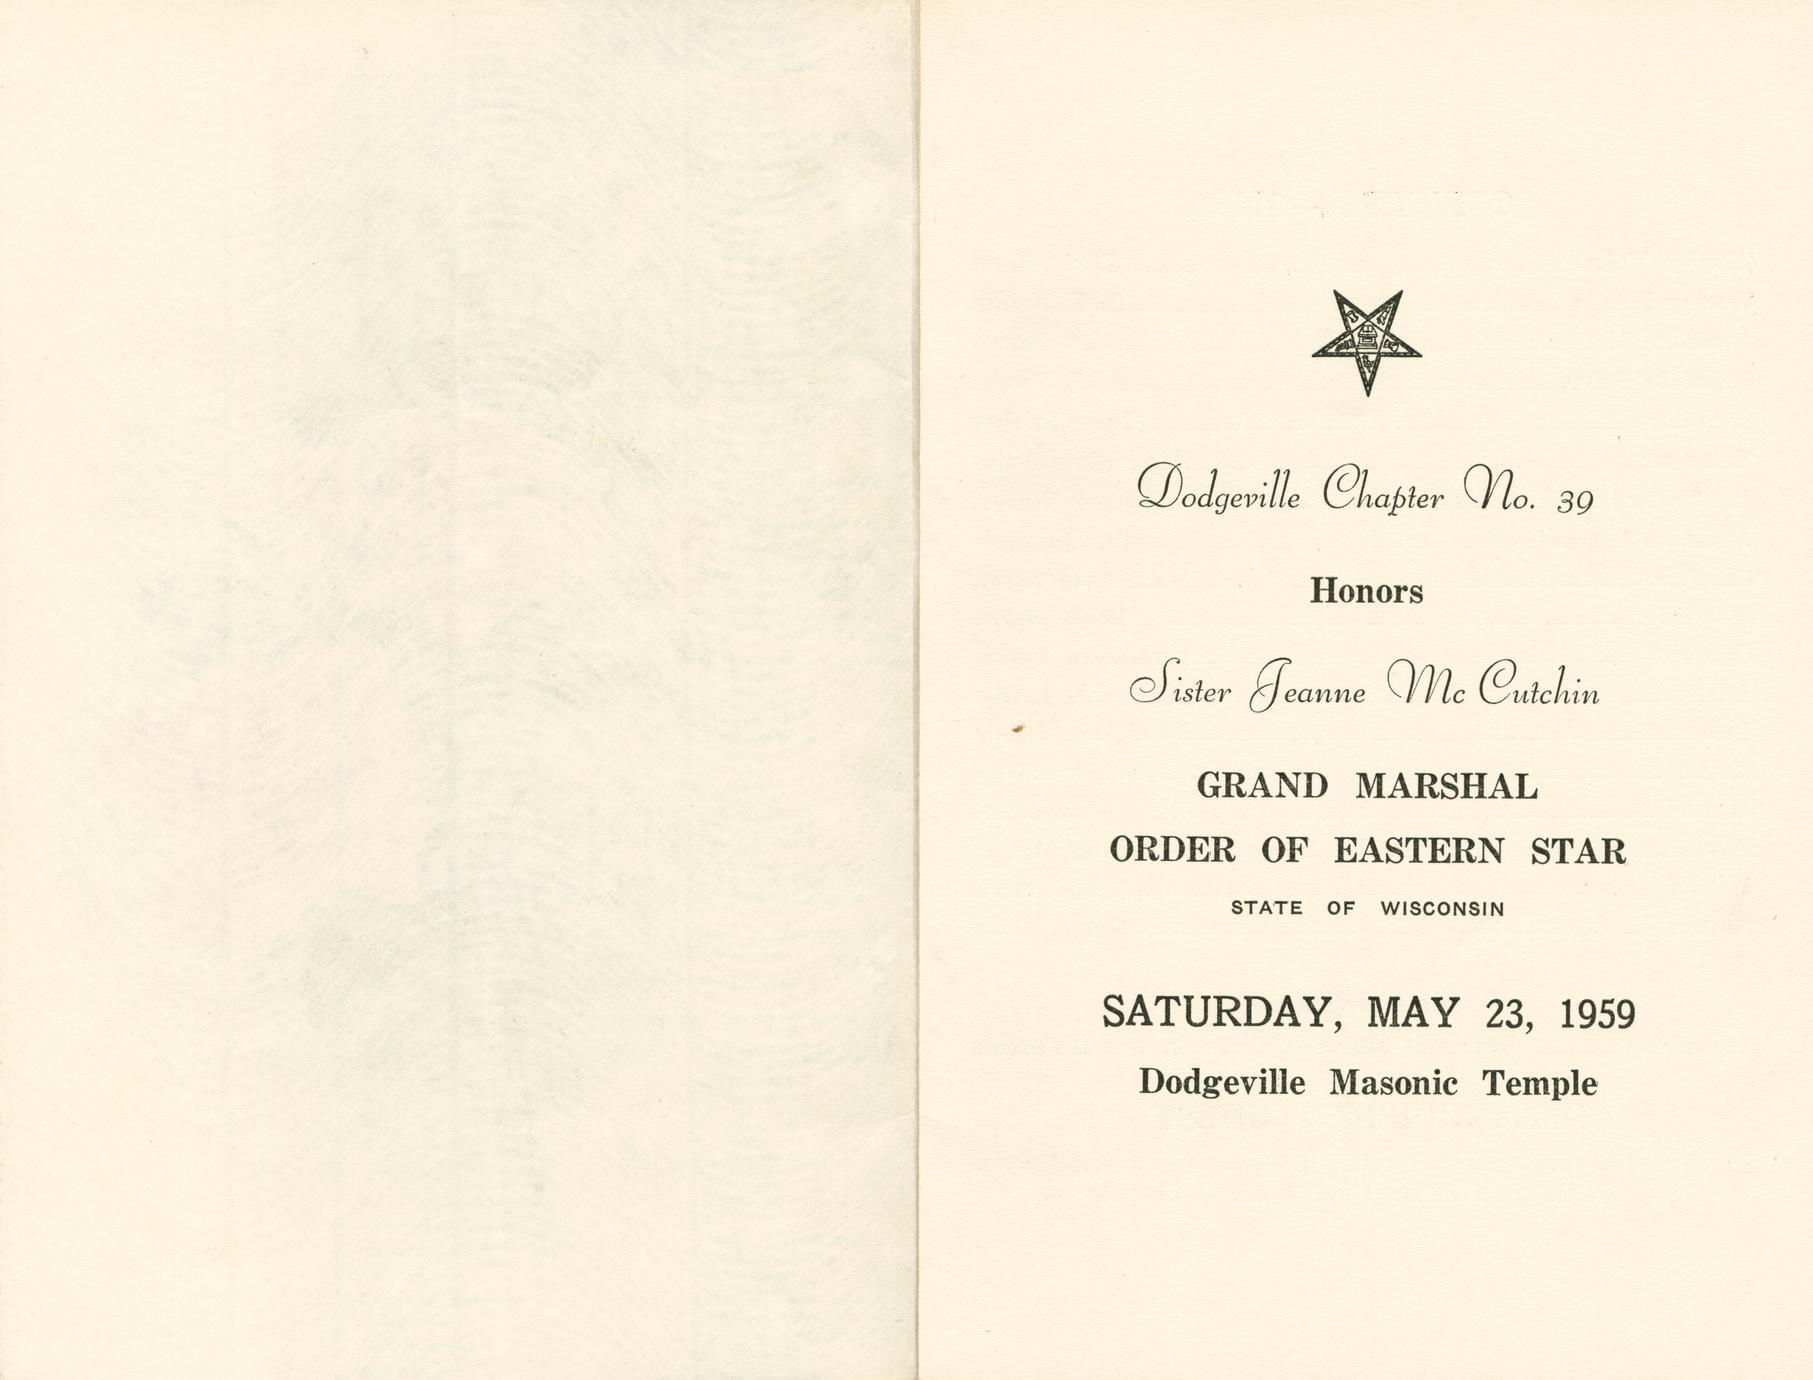 Dodgeville Chapter No. 39
Honors
Sister Jeanne Mc Cutchin
GRAND MARSHAL
ORDER OF EASTERN STAR
STATE OF WISCONSIN
SATURDAY, MAY 23, 1959
Dodgeville Masonic Temple